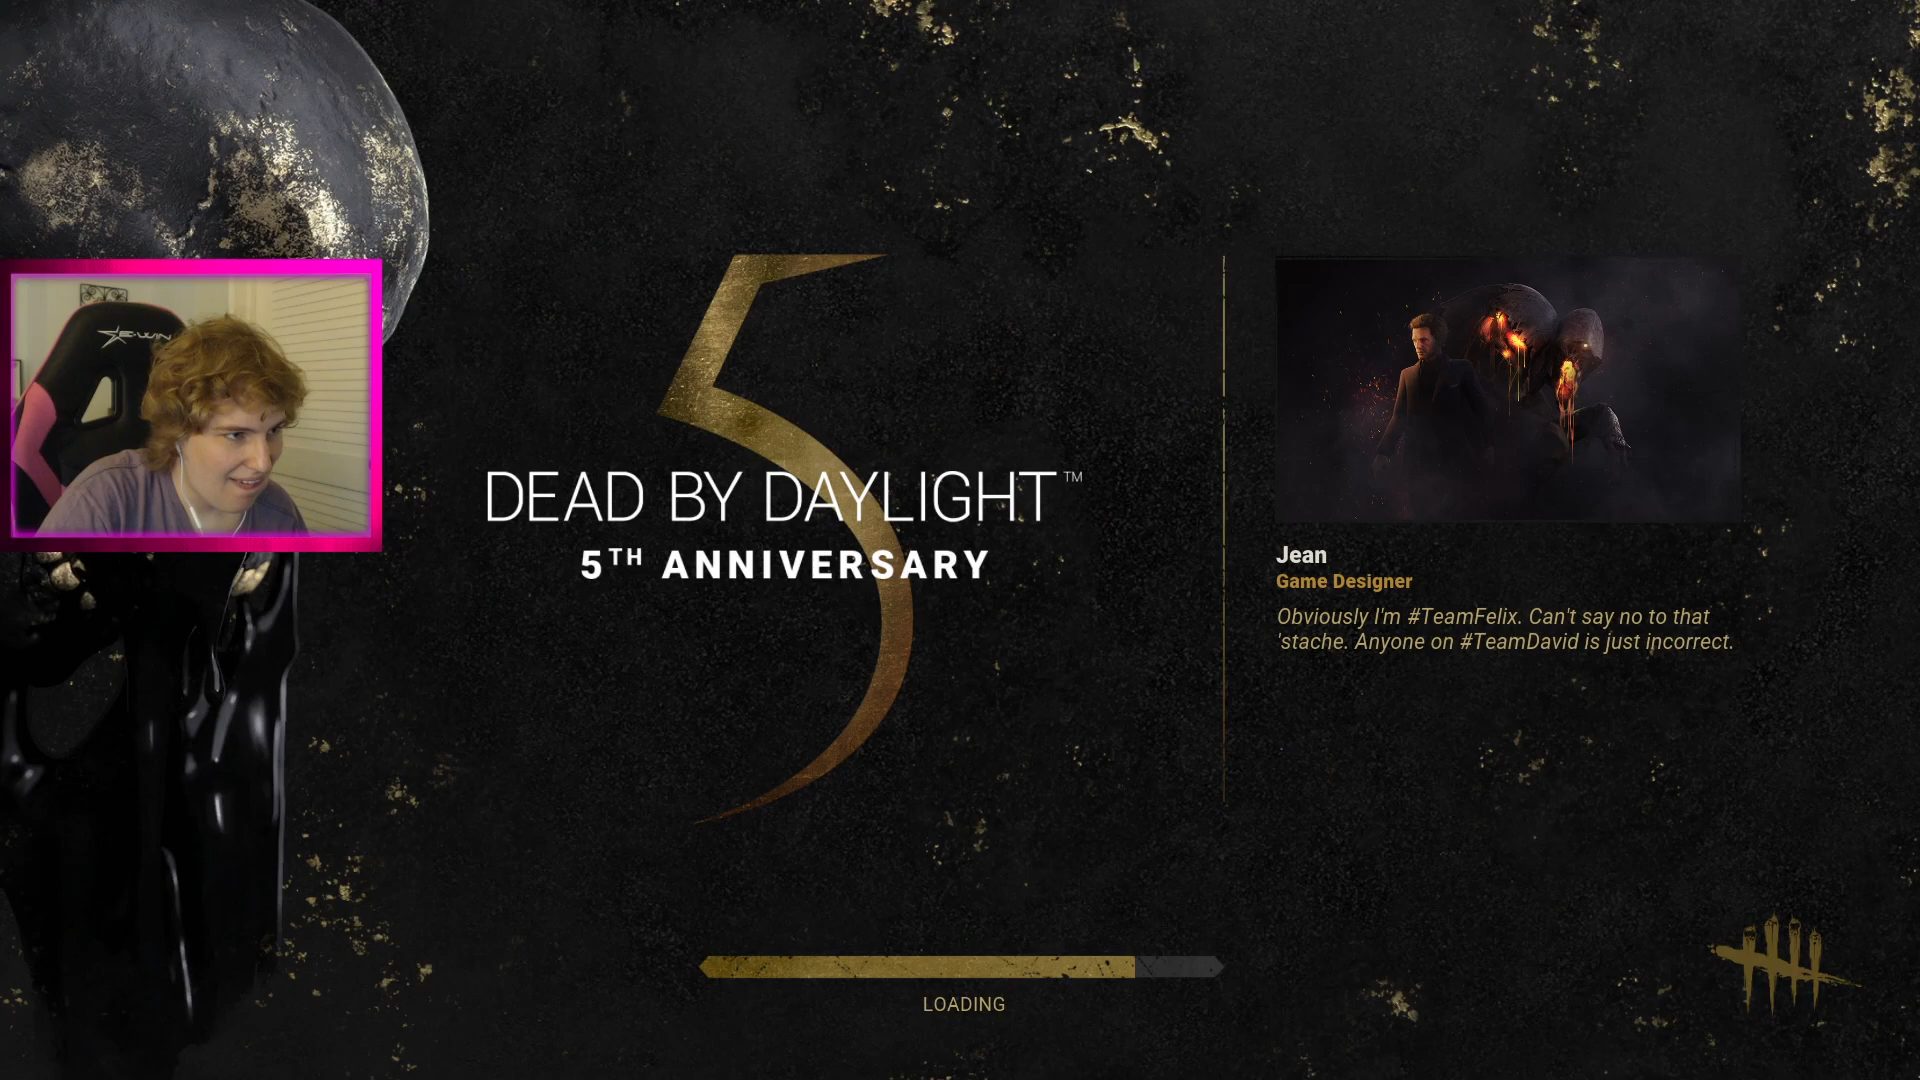 E-WIN
DEAD BY DAYLIGHT™
5TH ANNIVERSARY
Jean
Game Designer
Obviously I'm #TeamFelix. Can't say no to that
'stache. Anyone on #TeamDavid is just incorrect.
LOADING